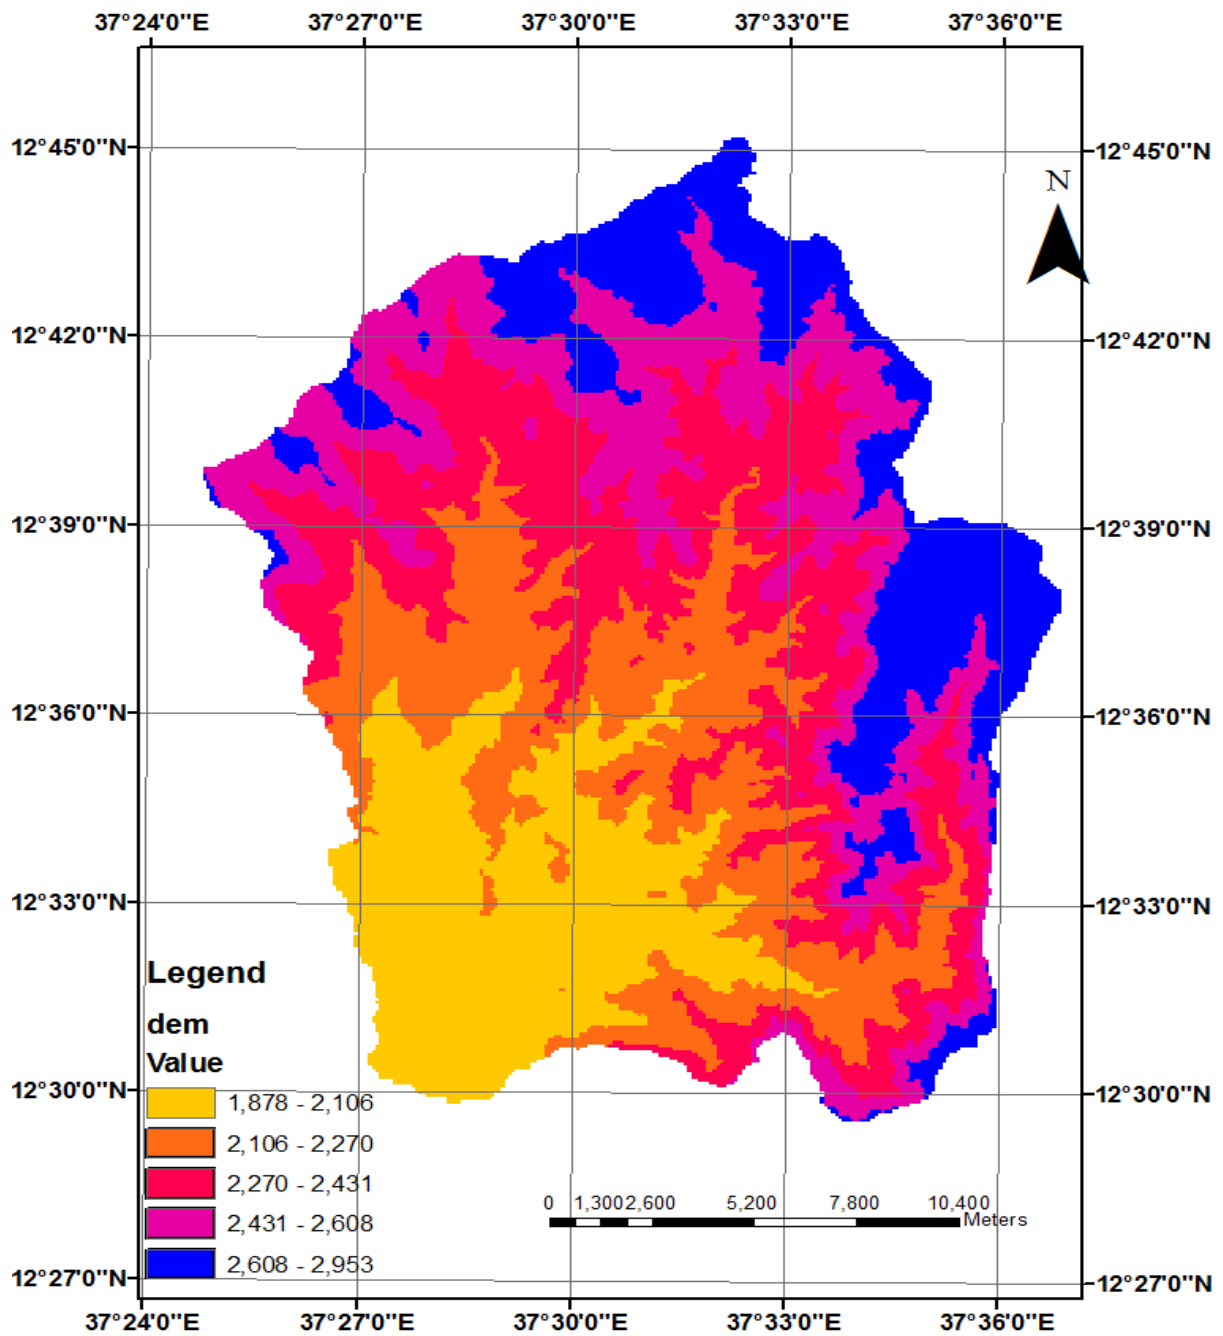 37°24'0"E 37°27'0"E 37°30'0"E 37°33'0"E 37°36'0"E
12°45'0"N 12°45'0"N
N
12°42'0"N 12°42'0"N
12°39'0"N 12°39'0"N
12°36'0"N 12°36'0"N
12°33'0"N 12°33'0"N
Legend
dem
Value
12°30'0"N 12°30'0"N
1,878 - 2,106
2,106 - 2,270
2,270 - 2,431
2,431 - 2,608
2,608 - 2,953
0 1,300 2,600 5,200 7,800 10,400
Meters
12°27'0"N 12°27'0"N
37°24'0"E 37°27'0"E 37°30'0"E 37°33'0"E 37°36'0"E